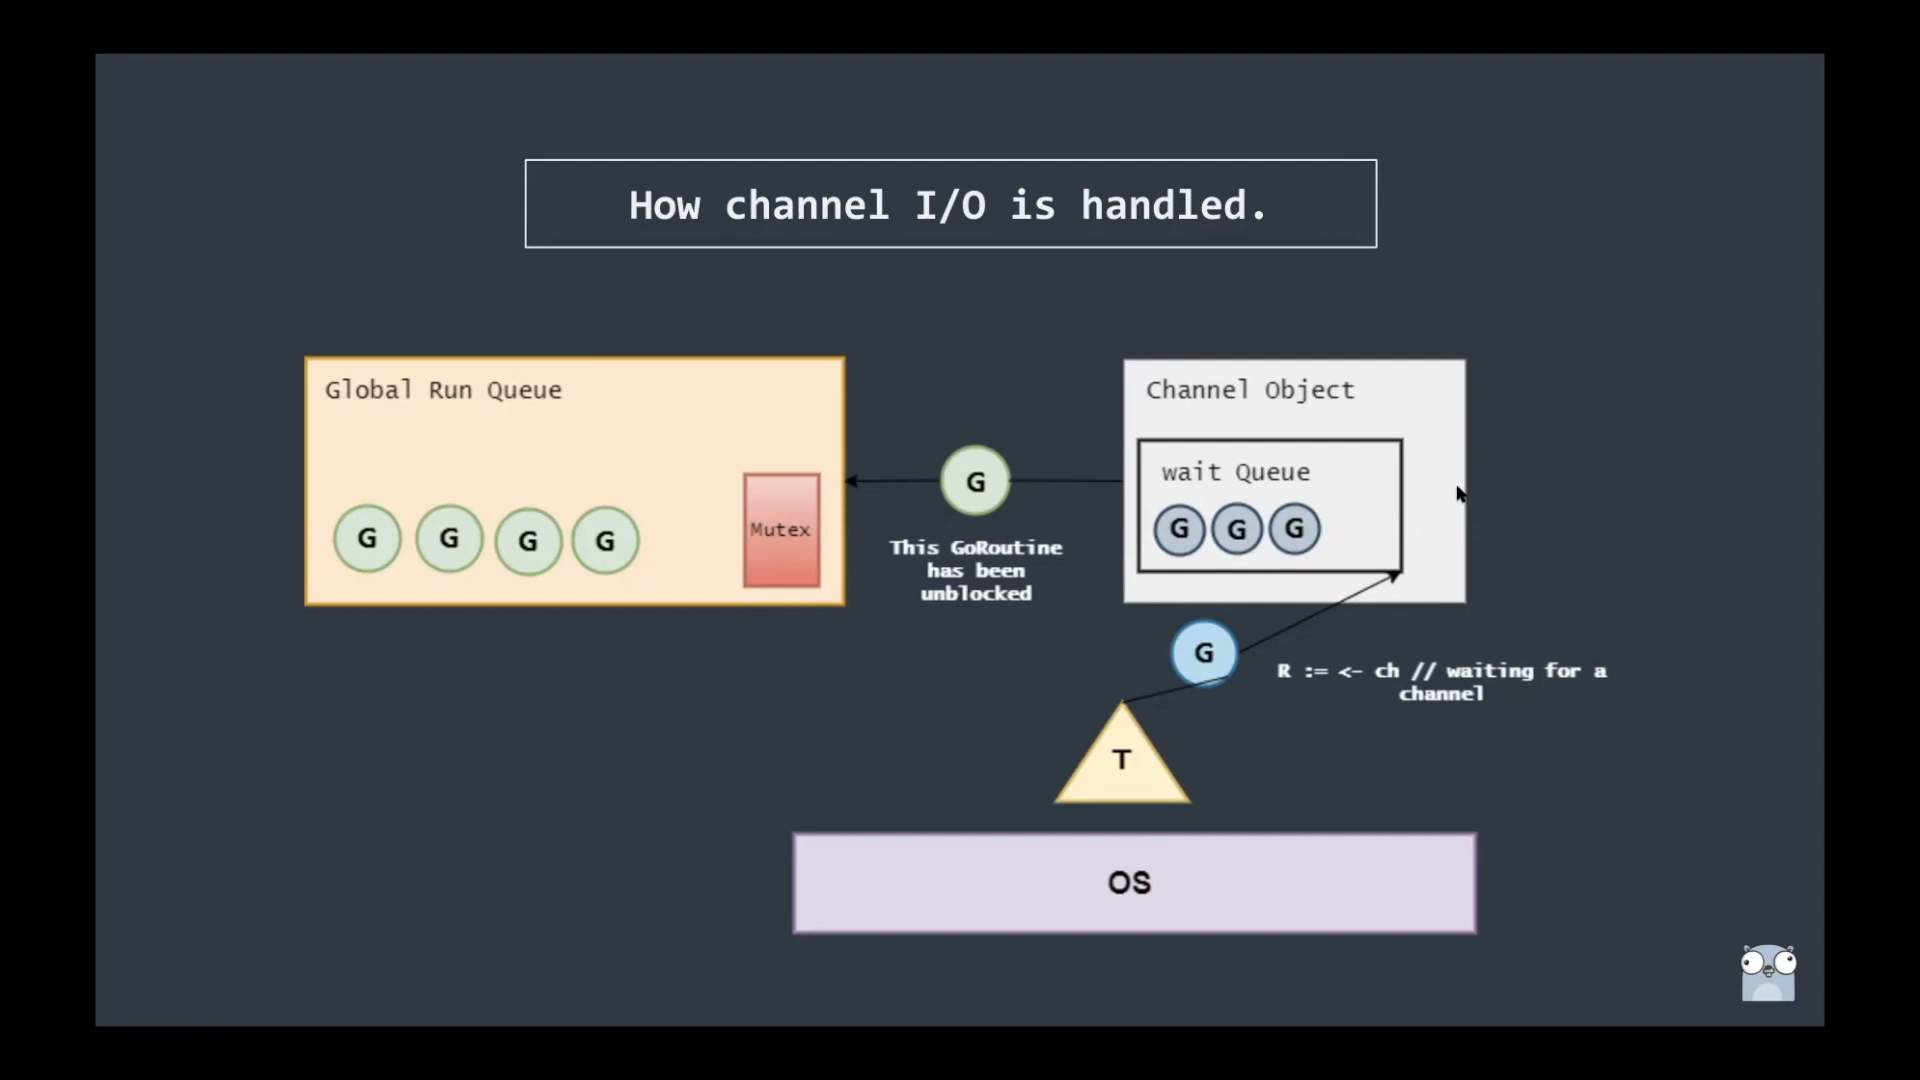 How channel I/O is handled.
Global Run Queue
G G G G
Mutex
G
This GoRoutine
has been
unblocked
Channel Object
wait Queue
G G G
G
R := <- ch // waiting for a
channel
T
OS